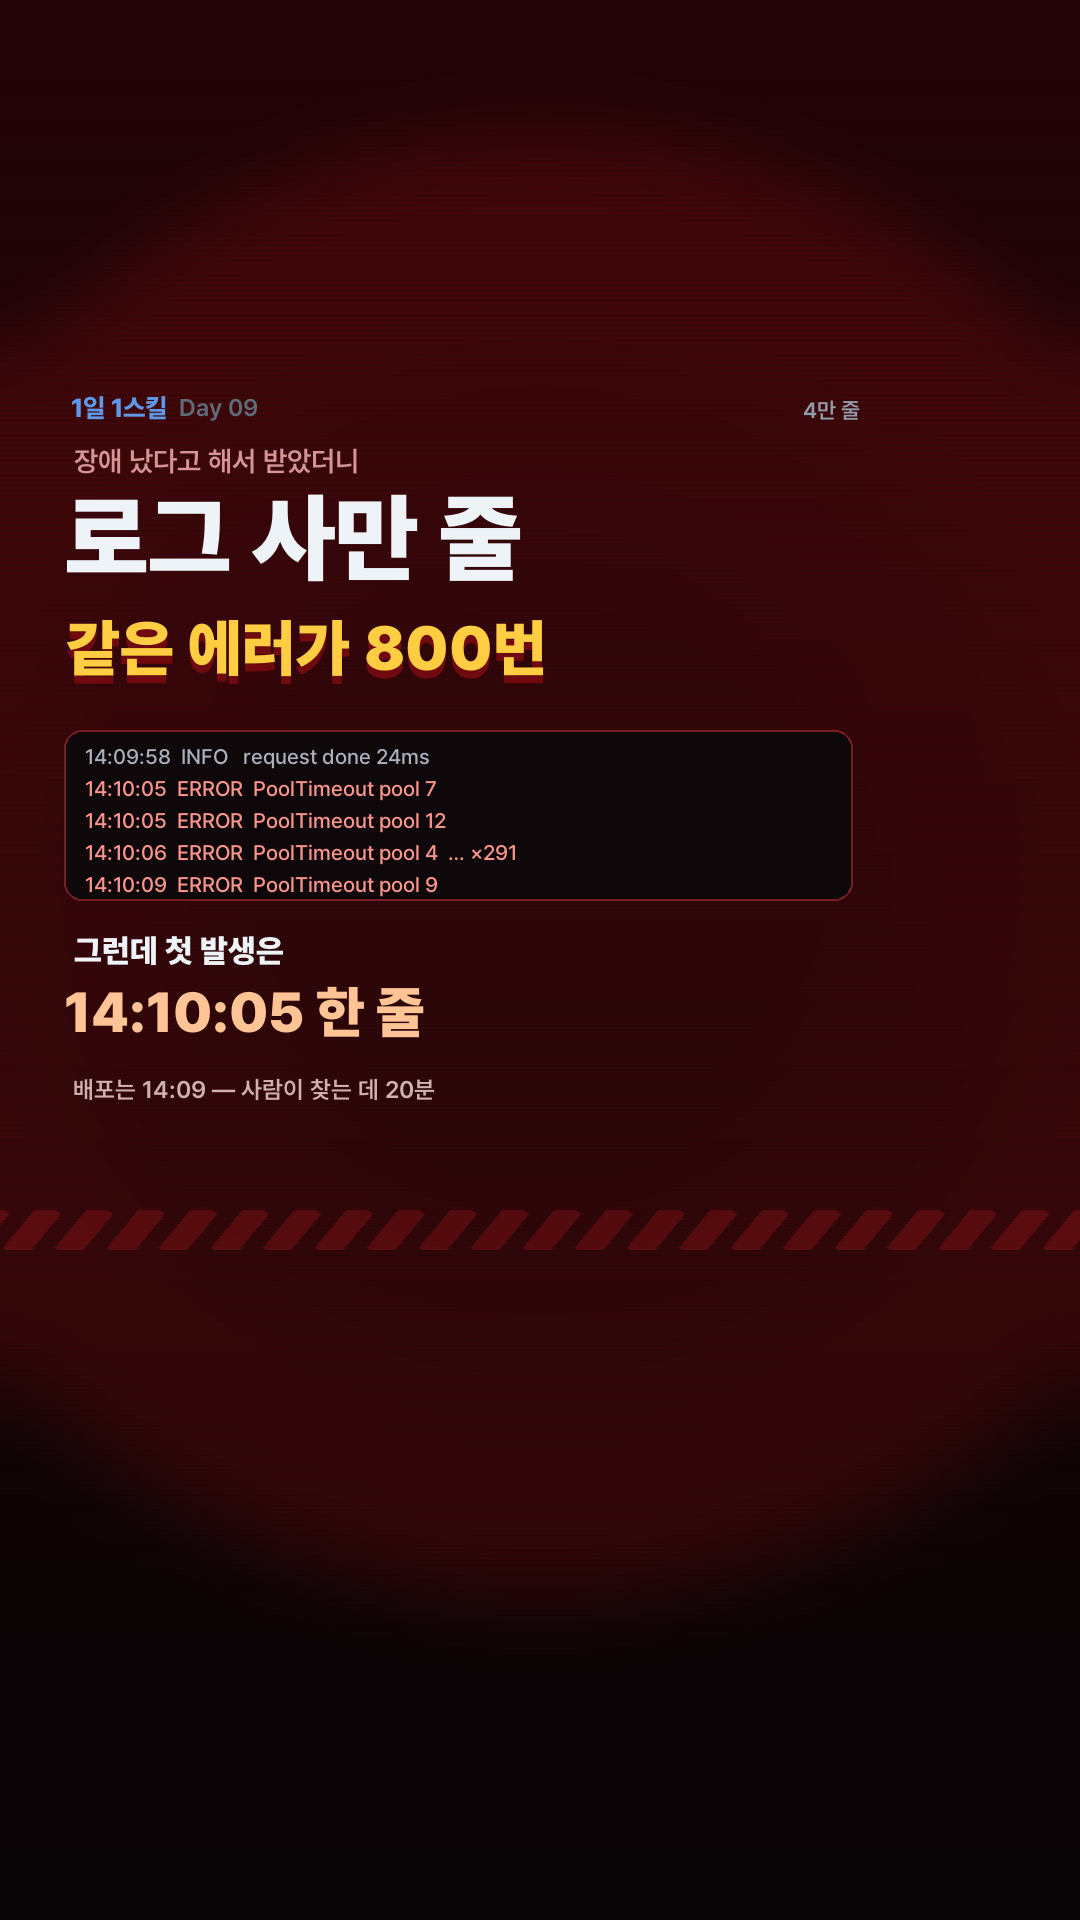 1일 1스킬 Day 09
4만 줄
장애 났다고 해서 받았더니
로그 사만 줄
같은 에러가 800번
14:09:58 INFO request done 24ms
14:10:05 ERROR PoolTimeout pool 7
14:10:05 ERROR PoolTimeout pool 12
14:10:06 ERROR PoolTimeout pool 4 ... ×291
14:10:09 ERROR PoolTimeout pool 9
그런데 첫 발생은
14:10:05 한 줄
배포는 14:09 — 사람이 찾는 데 20분